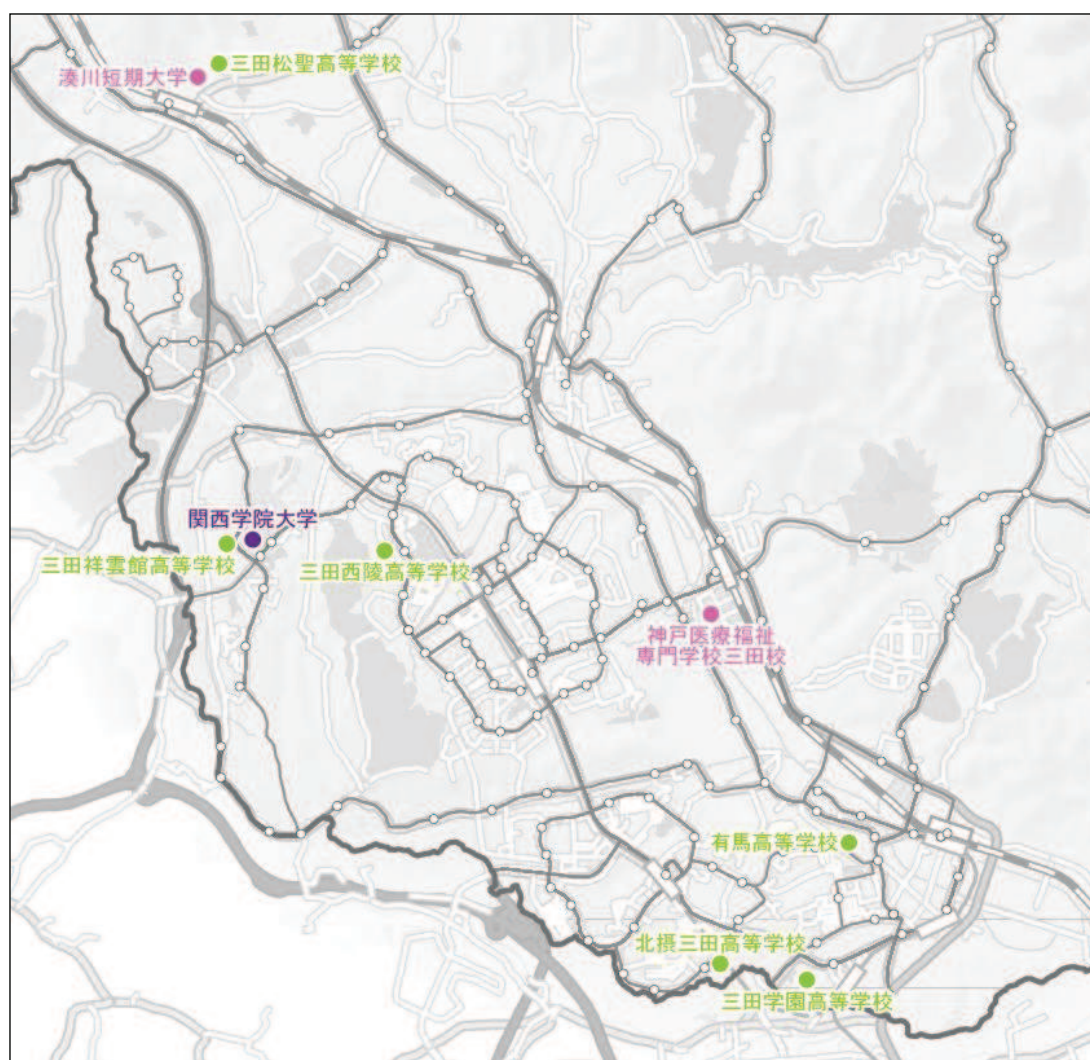 三田松聖高等学校
湊川短期大学
関西学院大学
三田祥雲館高等学校
三田西陵高等学校
神戸医療福祉
専門学校三田校
有馬高等学校
北摂三田高等学校
三田学園高等学校